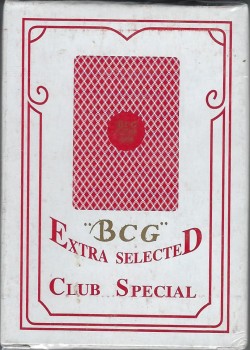 "BCG"
EXTRA SELECTED
CLUB SPECIAL